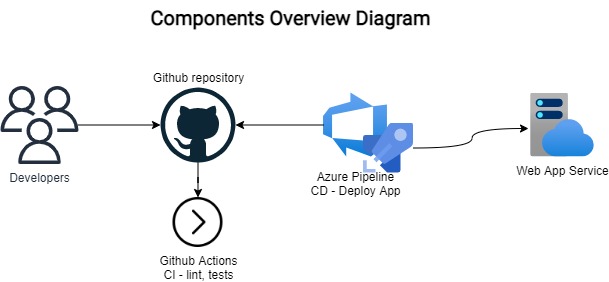 Components Overview Diagram
Github repository
Developers
Azure Pipeline
CD - Deploy App
Web App Service
Github Actions
CI - lint, tests